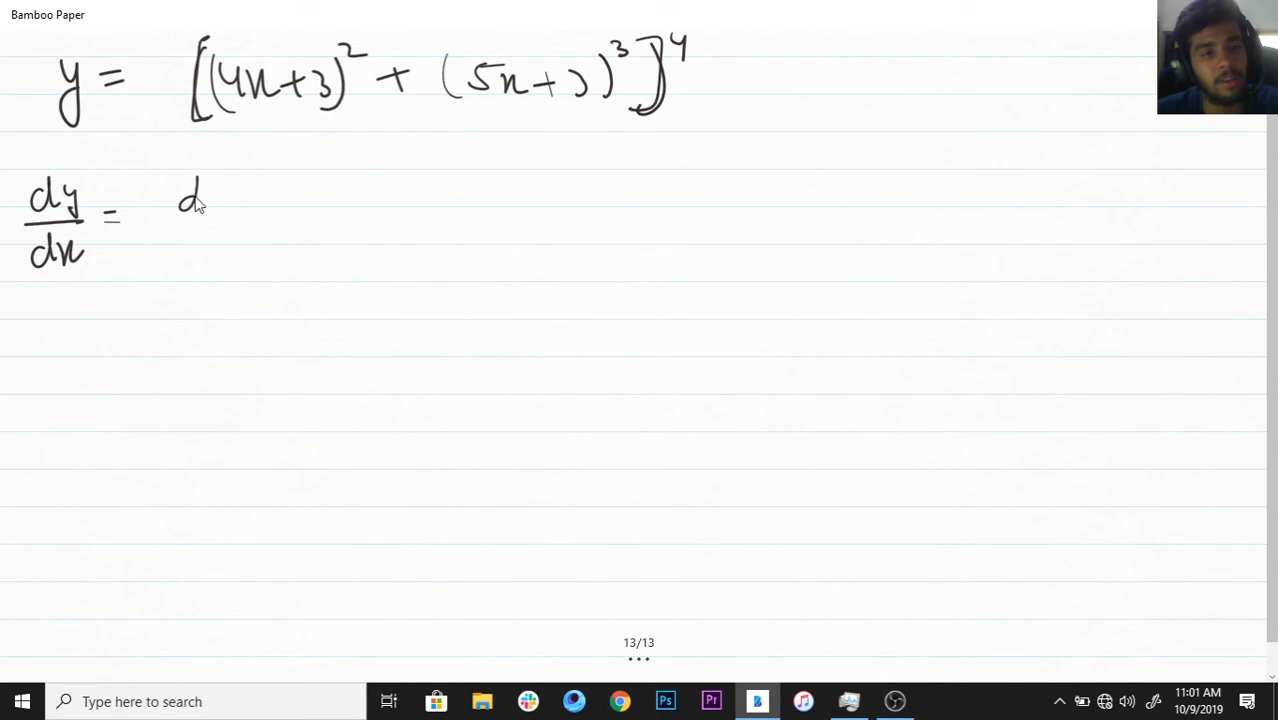 Bamboo Paper
y = [(4x+3)² + (5x+3)³]⁴
dy/dx = d
13/13
Type here to search
11:01 AM
10/9/2019